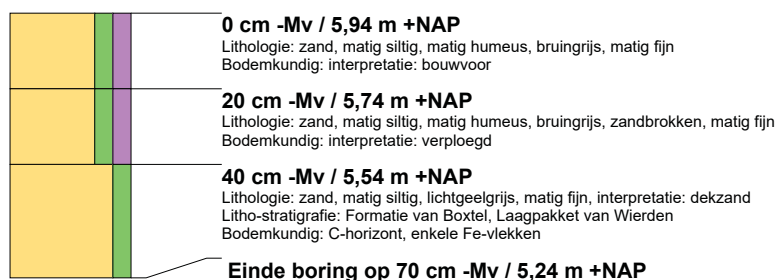 0 cm -Mv / 5,94 m +NAP
Lithologie: zand, matig siltig, matig humeus, bruingrijs, matig fijn
Bodemkundig: interpretatie: bouwvoor
20 cm -Mv / 5,74 m +NAP
Lithologie: zand, matig siltig, matig humeus, bruingrijs, zandbrokken, matig fijn
Bodemkundig: interpretatie: verploegd
40 cm -Mv / 5,54 m +NAP
Lithologie: zand, matig siltig, lichtgeelgrijs, matig fijn, interpretatie: dekzand
Litho-stratigrafie: Formatie van Boxtel, Laagpakket van Wierden
Bodemkundig: C-horizont, enkele Fe-vlekken
Einde boring op 70 cm -Mv / 5,24 m +NAP